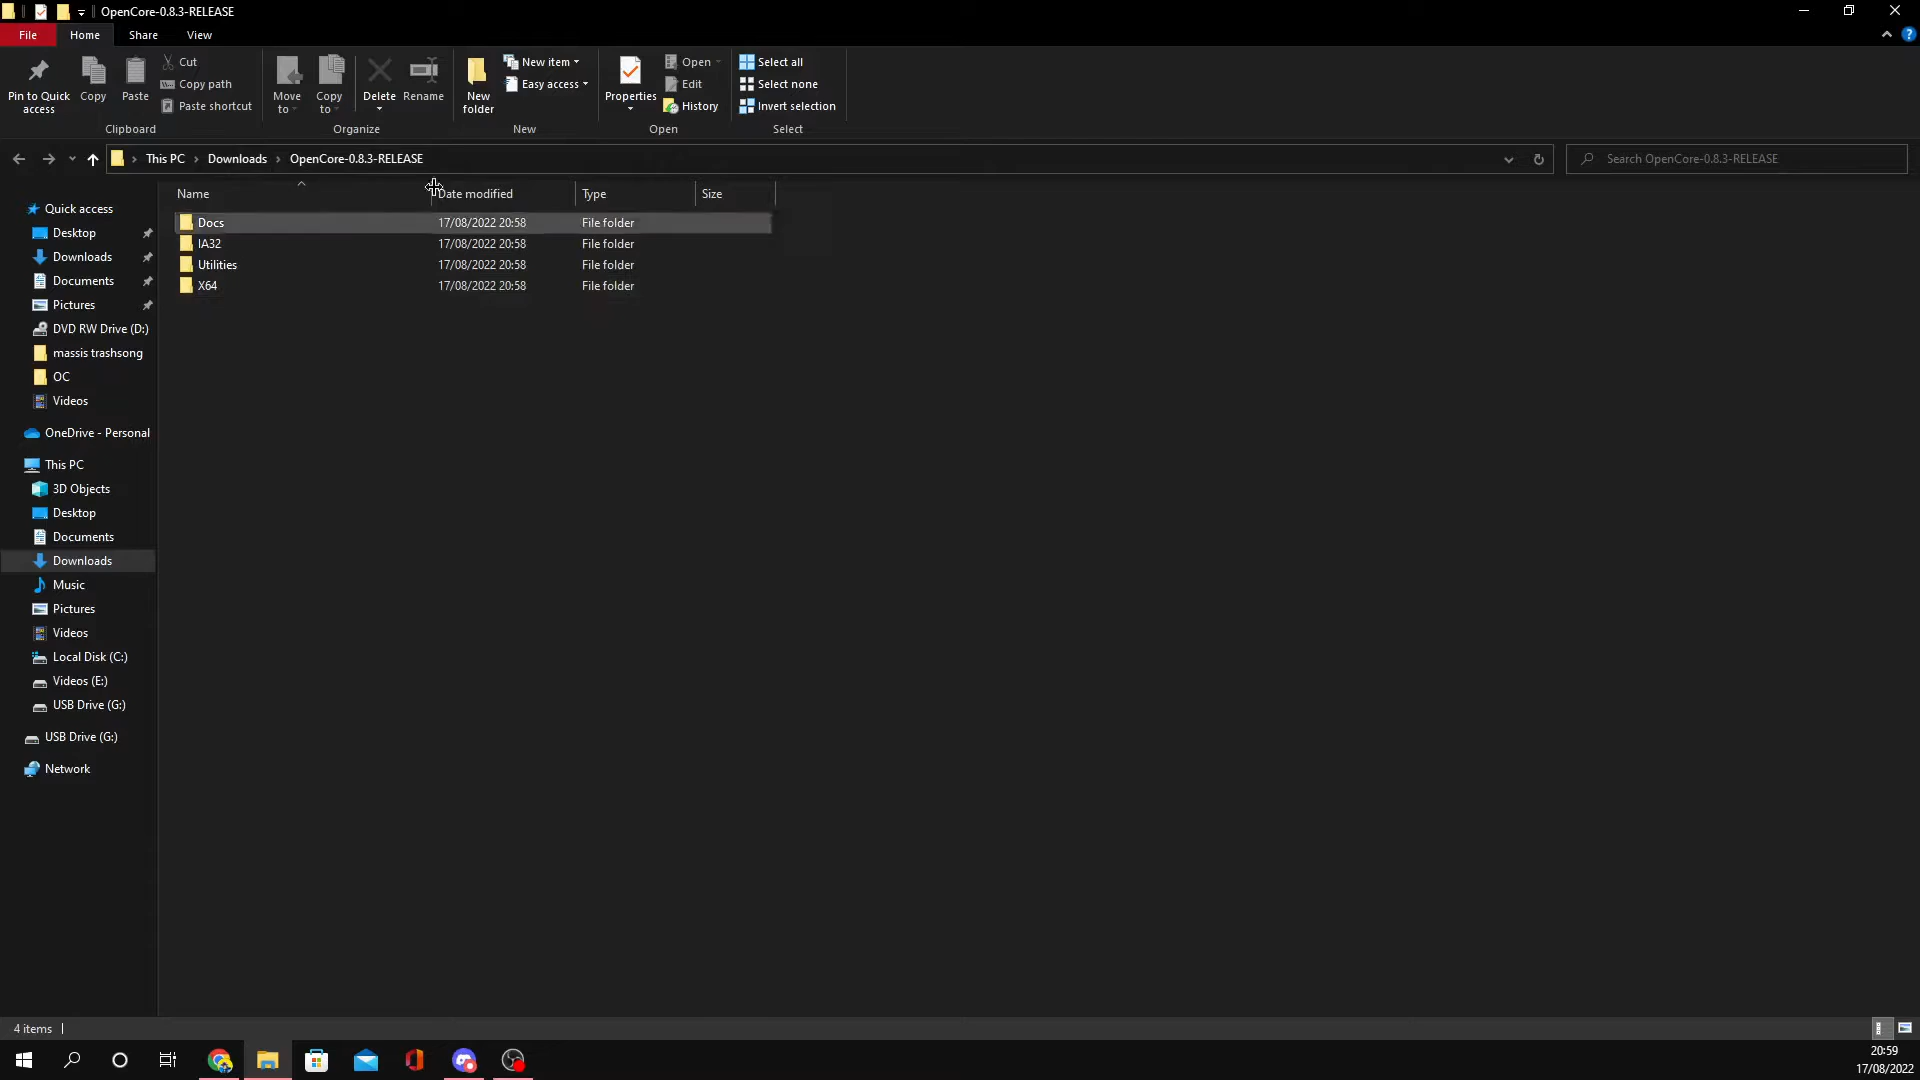 OpenCore-0.8.3-RELEASE
File Home Share View
Pin to Quick access
Copy
Paste
Cut
Copy path
Paste shortcut
Clipboard
Move to
Copy to
Delete
Rename
Organize
New folder
New item
Easy access
New
Properties
Open
Edit
History
Open
Select all
Select none
Invert selection
Select
This PC Downloads OpenCore-0.8.3-RELEASE
Search OpenCore-0.8.3-RELEASE
Name Date modified Type Size
Docs 17/08/2022 20:58 File folder
IA32 17/08/2022 20:58 File folder
Utilities 17/08/2022 20:58 File folder
X64 17/08/2022 20:58 File folder
Quick access
Desktop
Downloads
Documents
Pictures
DVD RW Drive (D:)
massis trashsong
OC
Videos
OneDrive - Personal
This PC
3D Objects
Desktop
Documents
Downloads
Music
Pictures
Videos
Local Disk (C:)
Videos (E:)
USB Drive (G:)
USB Drive (G:)
Network
4 items
20:59
17/08/2022